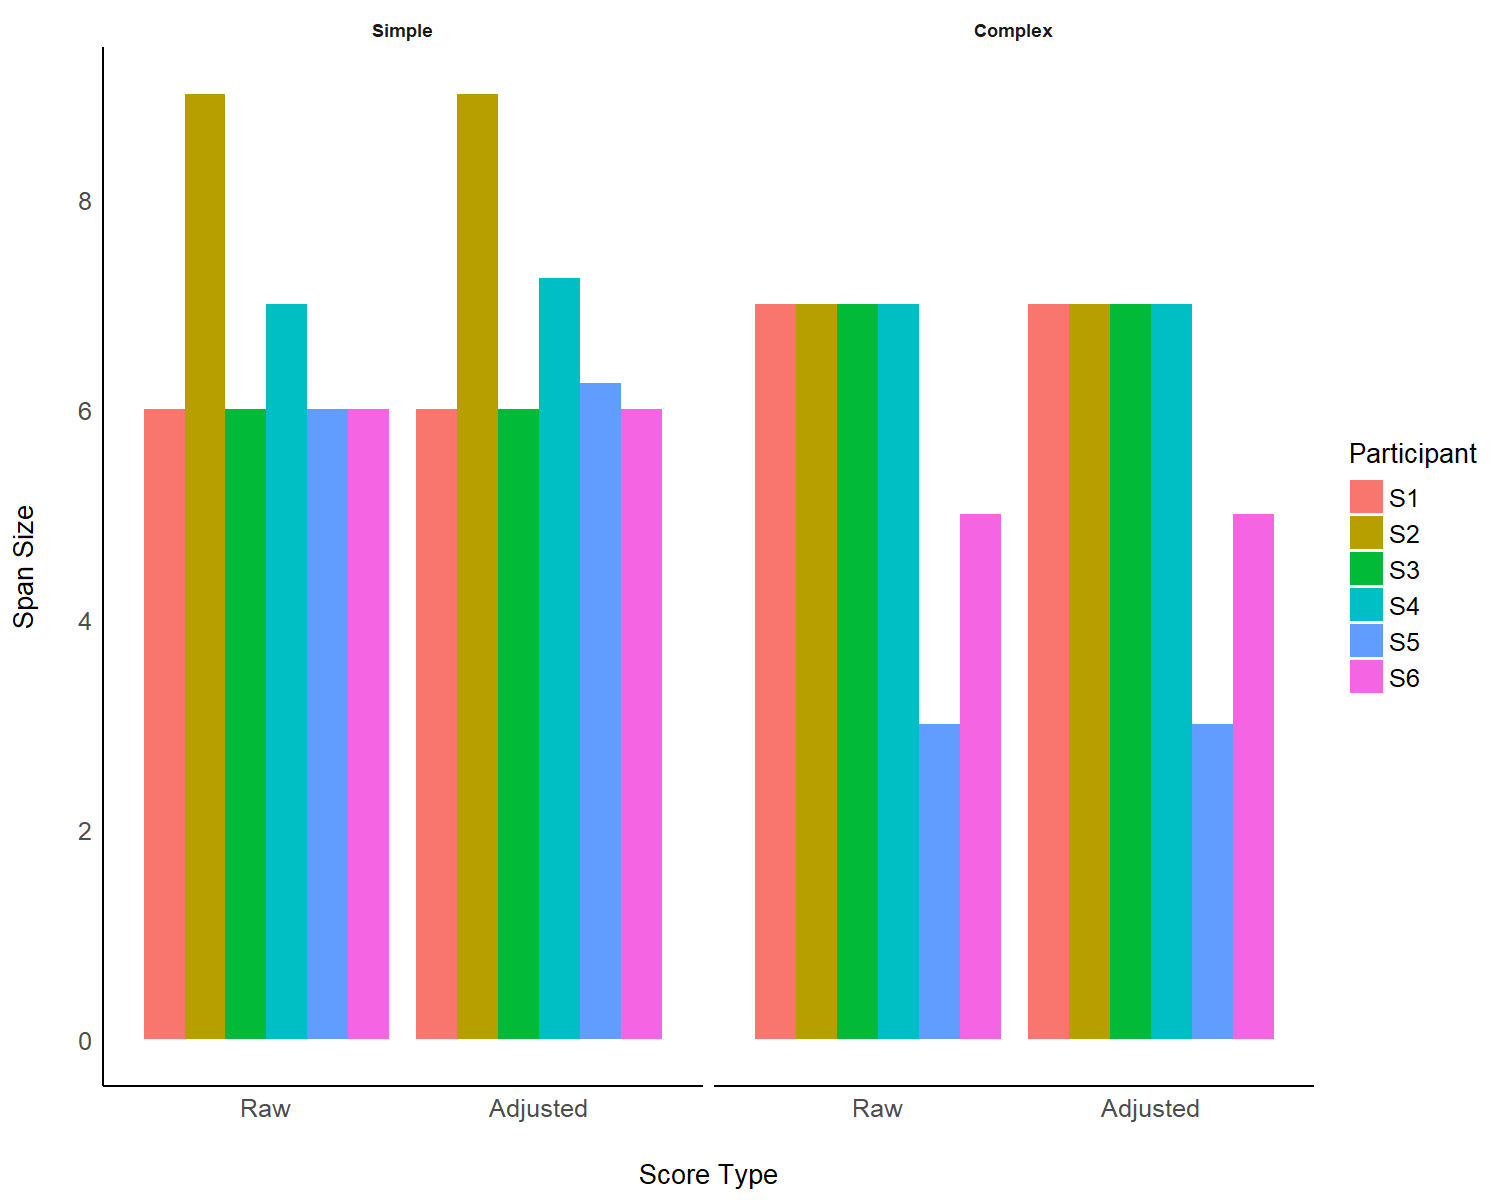 Simple
Complex
Span Size
8
6
4
2
0
Raw
Adjusted
Raw
Adjusted
Score Type
Participant
S1
S2
S3
S4
S5
S6